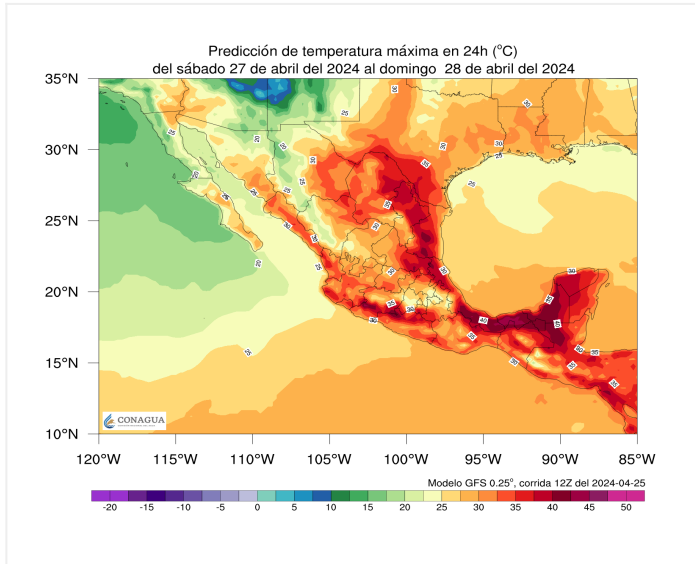 Predicción de temperatura máxima en 24h (°C)
del sábado 27 de abril del 2024 al domingo  28 de abril del 2024
35°N
30°N
25°N
20°N
15°N
10°N
CONAGUA
120°W 115°W 110°W 105°W 100°W 95°W 90°W 85°W
Modelo GFS 0.25°, corrida 12Z del 2024-04-25
-20 -15 -10 -5 0 5 10 15 20 25 30 35 40 45 50